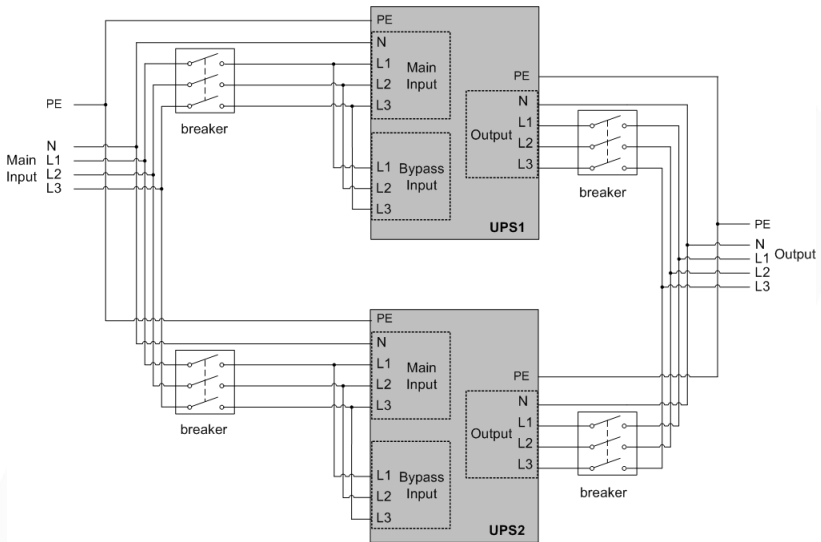 PE
N
L1
L2
L3
Main
Input
breaker
PE
N
Main
L1
Input
L2
L3
L1
Bypass
L2
Input
L3
PE
N
L1
Output
L2
L3
UPS1
breaker
PE
N
L1
Output
L2
L3
PE
N
L1
Main
L2
Input
L3
breaker
L1
Bypass
L2
Input
L3
PE
N
L1
Output
L2
L3
UPS2
breaker